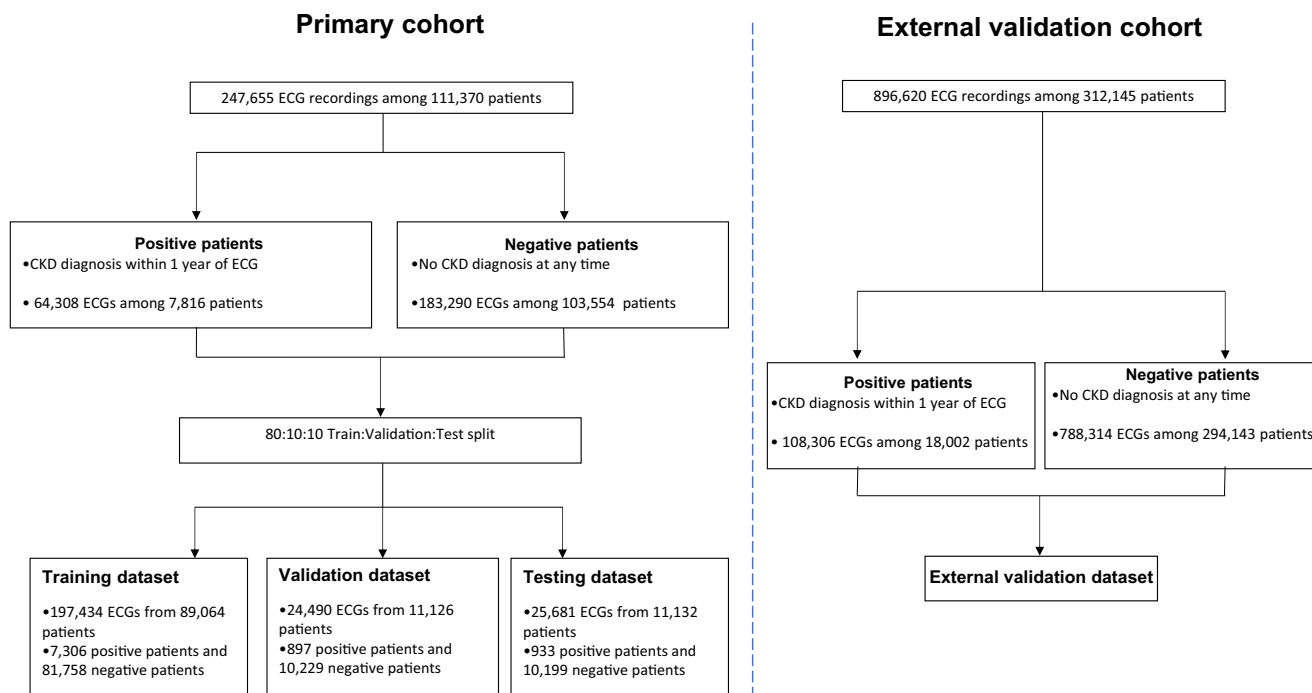 Primary cohort
247,655 ECG recordings among 111,370 patients
Positive patients
•CKD diagnosis within 1 year of ECG
• 64,308 ECGs among 7,816 patients
Negative patients
•No CKD diagnosis at any time
•183,290 ECGs among 103,554 patients
80:10:10 Train:Validation:Test split
Training dataset
•197,434 ECGs from 89,064
patients
•7,306 positive patients and
81,758 negative patients
Validation dataset
•24,490 ECGs from 11,126
patients
•897 positive patients and
10,229 negative patients
Testing dataset
•25,681 ECGs from 11,132
patients
•933 positive patients and
10,199 negative patients
External validation cohort
896,620 ECG recordings among 312,145 patients
Positive patients
•CKD diagnosis within 1 year of ECG
• 108,306 ECGs among 18,002 patients
Negative patients
•No CKD diagnosis at any time
•788,314 ECGs among 294,143 patients
External validation dataset